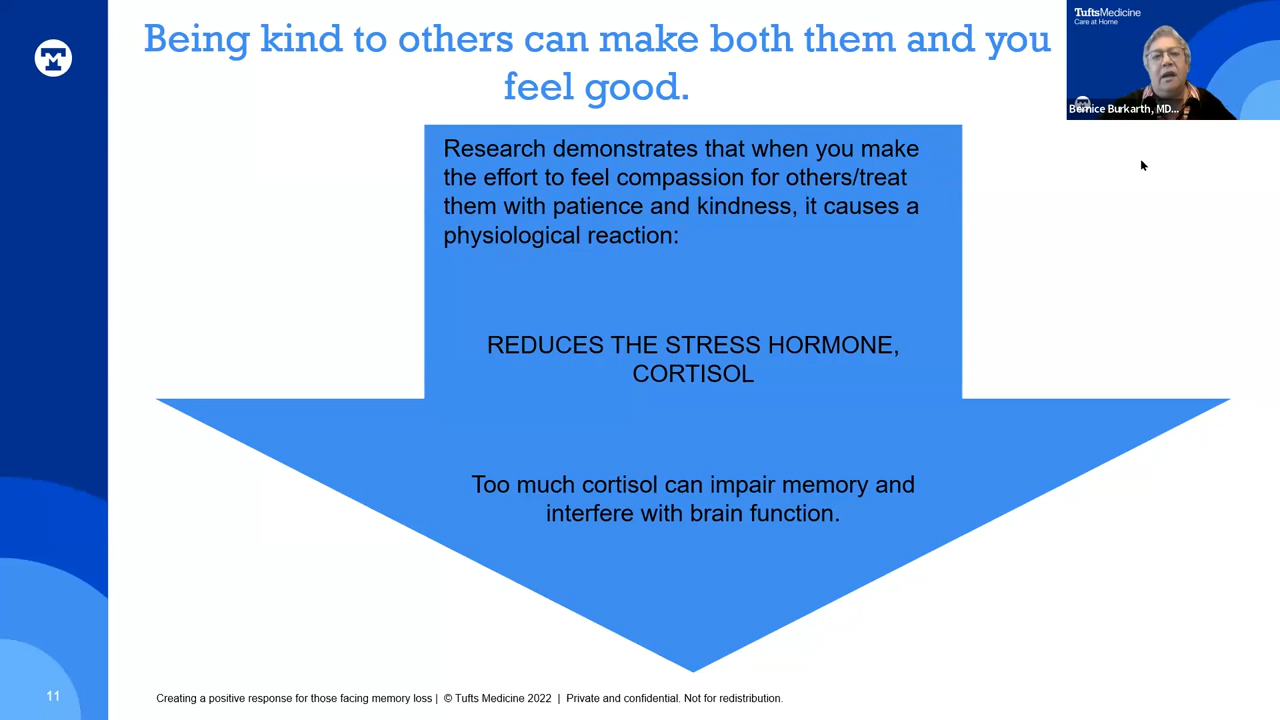 Being kind to others can make both them and you
feel good.
TuftsMedicine
Care at Home
Bernice Burkarth, MD...
Research demonstrates that when you make
the effort to feel compassion for others/treat
them with patience and kindness, it causes a
physiological reaction:
REDUCES THE STRESS HORMONE,
CORTISOL
Too much cortisol can impair memory and
interfere with brain function.
11
Creating a positive response for those facing memory loss | © Tufts Medicine 2022 | Private and confidential. Not for redistribution.